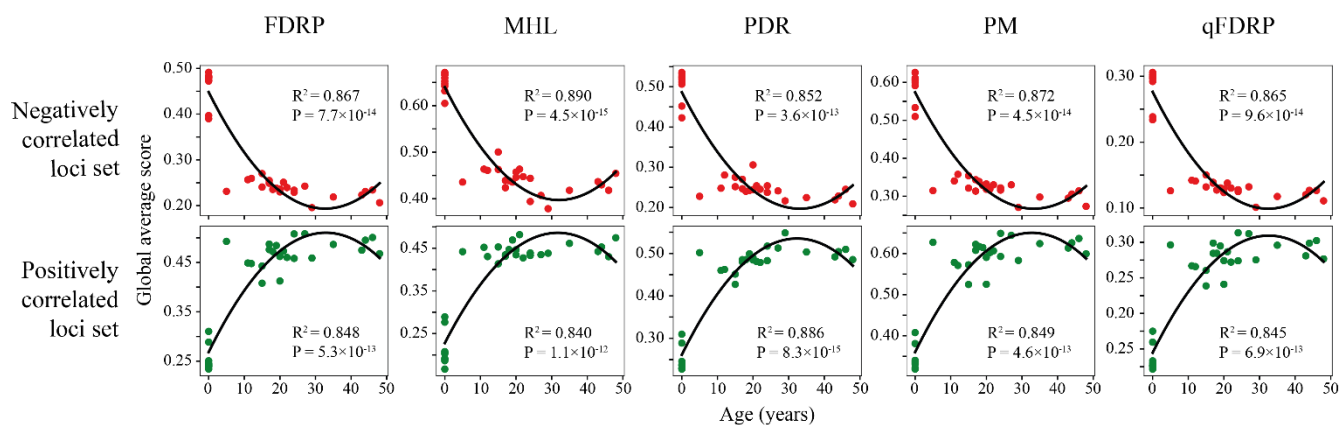 FDRP
MHL
PDR
PM
qFDRP
Negatively
correlated
loci set
Positively
correlated
loci set
Global average score
0.50
0.40
0.30
0.20
R² = 0.867
P = 7.7×10⁻¹⁴
0.60
0.50
0.40
R² = 0.890
P = 4.5×10⁻¹⁵
0.50
0.40
0.30
0.20
R² = 0.852
P = 3.6×10⁻¹³
0.60
0.50
0.40
0.30
R² = 0.872
P = 4.5×10⁻¹⁴
0.30
0.20
0.10
R² = 0.865
P = 9.6×10⁻¹⁴
0.45
0.35
0.25
R² = 0.848
P = 5.3×10⁻¹³
0.45
0.35
0.25
R² = 0.840
P = 1.1×10⁻¹²
0.50
0.40
0.30
R² = 0.886
P = 8.3×10⁻¹⁵
0.60
0.50
0.40
R² = 0.849
P = 4.6×10⁻¹³
0.30
0.25
0.25
R² = 0.845
P = 6.9×10⁻¹³
0 10 20 30 40 50
0 10 20 30 40 50
0 10 20 30 40 50
0 10 20 30 40 50
0 10 20 30 40 50
Age (years)